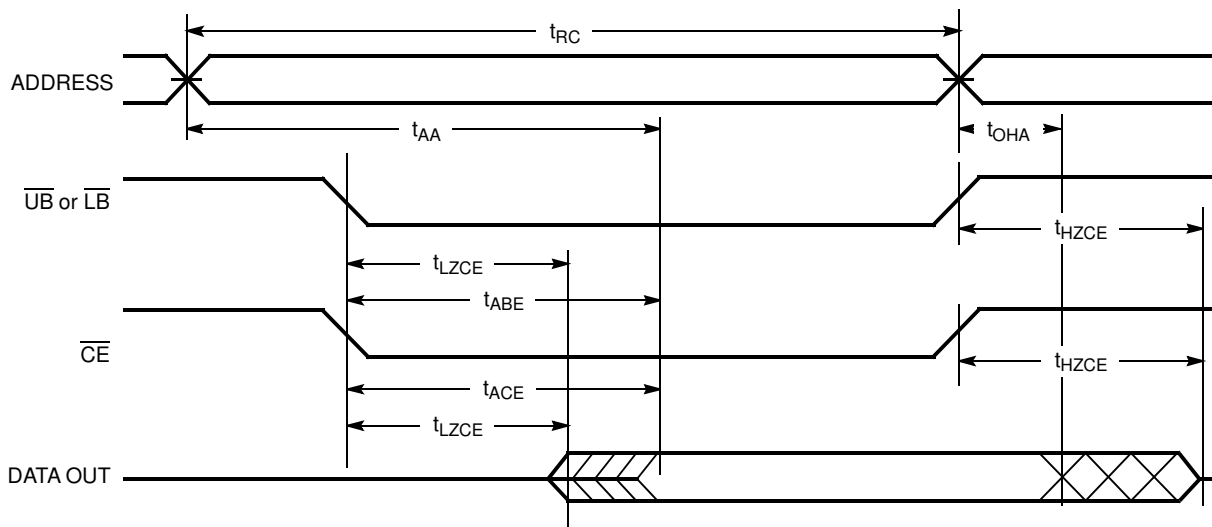 tRC
ADDRESS
tAA
tOHA
UB or LB
tHZCE
tLZCE
tABE
CE
tHZCE
tACE
tLZCE
DATA OUT